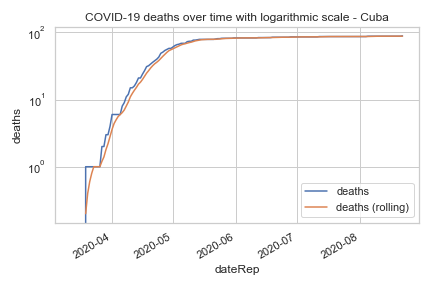 COVID-19 deaths over time with logarithmic scale - Cuba
10²
10¹
10⁰
deaths
deaths
deaths (rolling)
2020-04
2020-05
2020-06
2020-07
2020-08
dateRep